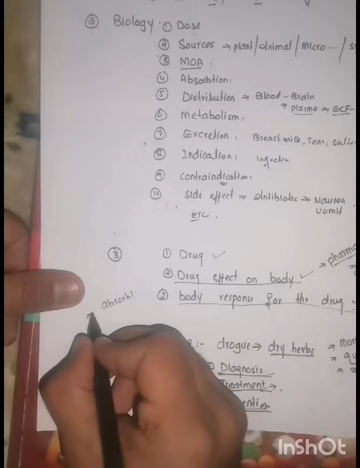 ② Biology ① Dose
② Sources → plant/animal/micro--/s
③ MOA
④ Absorption:
⑤ Distribution → Blood-Brain
→ plasma → ECF-
⑥ Metabolism,
⑦ Excretion, Breast milk, Tear, saliv
⑧ Indication:
⑨ contraindication
⑩ Side effect → Antibiotic → Nausea
Vomit
ETC
③ ① Drug ✓
② Drug effect on body ✓ → pharma
② body response for the drug
absorb
:- drogue → dry herbs → 
Diagnosis
Treatment
InShOt